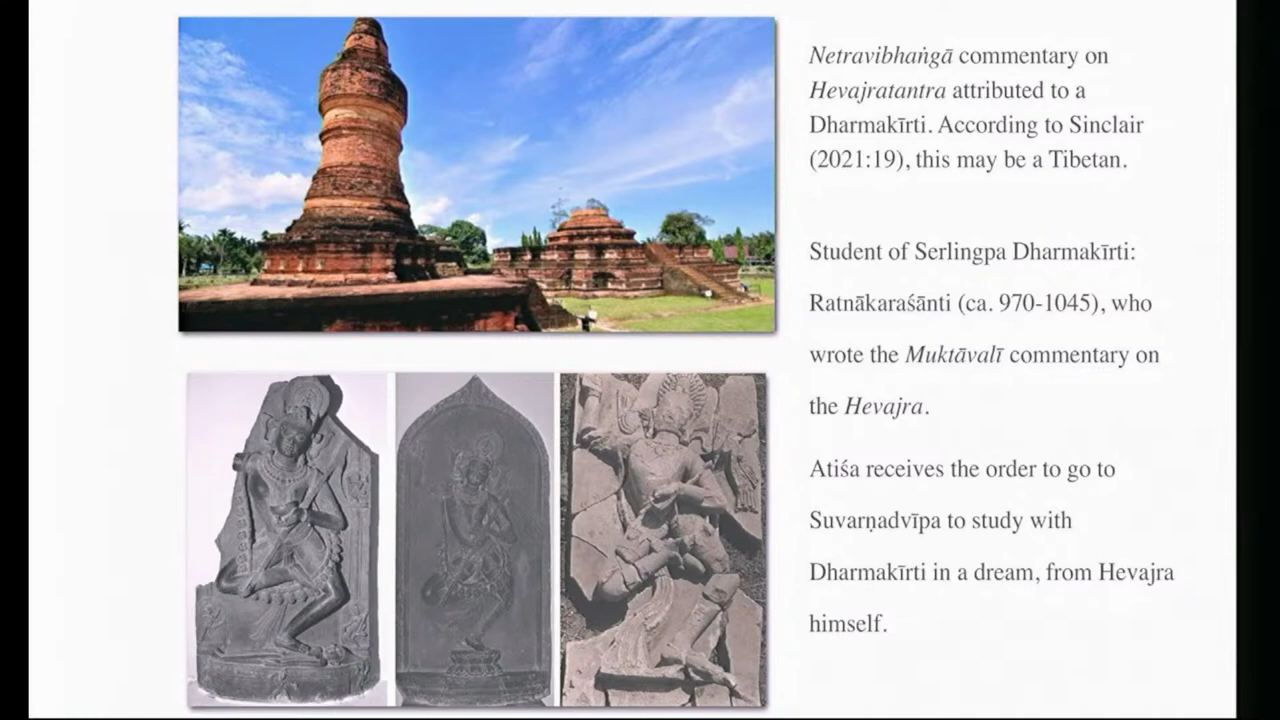 Netravibhaṅgā commentary on
Hevajratantra attributed to a
Dharmakīrti. According to Sinclair
(2021:19), this may be a Tibetan.
Student of Serlingpa Dharmakīrti:
Ratnākaraśānti (ca. 970-1045), who
wrote the Muktāvalī commentary on
the Hevajra.
Atiśa receives the order to go to
Suvarṇadvīpa to study with
Dharmakīrti in a dream, from Hevajra
himself.